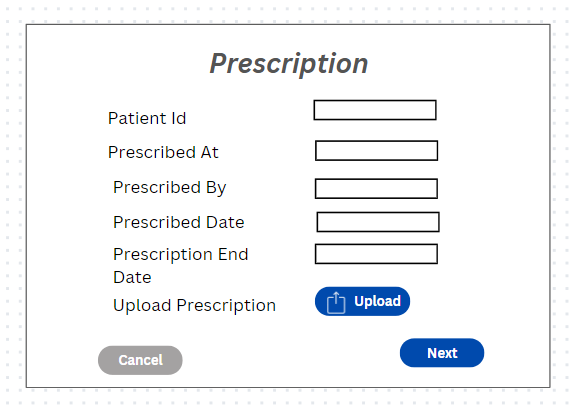 Prescription
Patient Id
Prescribed At
Prescribed By
Prescribed Date
Prescription End
Date
Upload Prescription
Upload
Cancel
Next